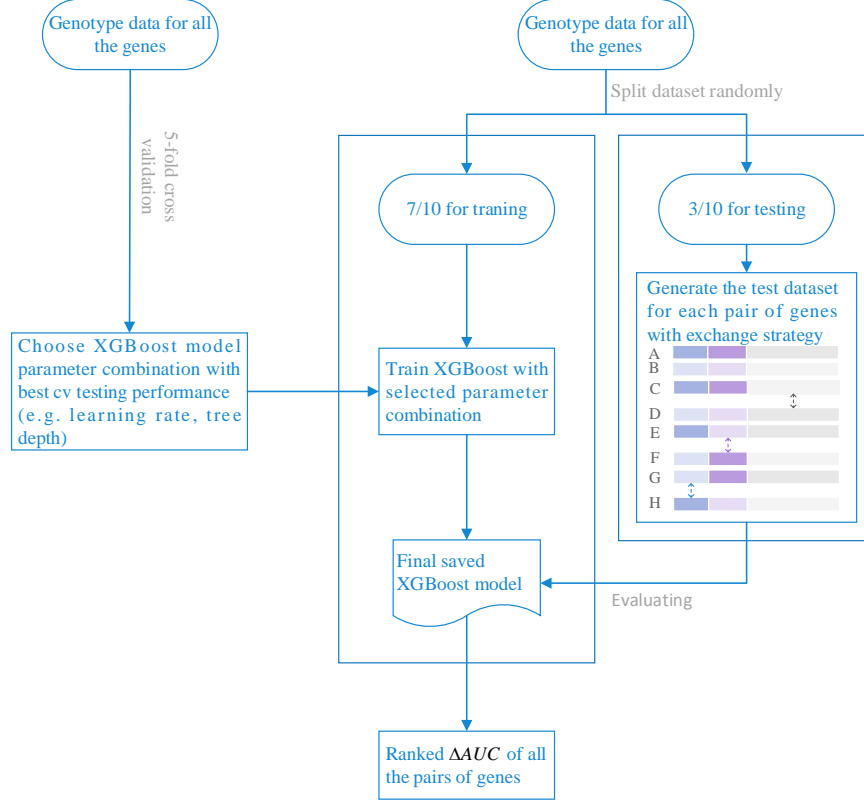 Genotype data for all
the genes
Genotype data for all
the genes
Split dataset randomly
5-fold cross
validation
7/10 for traning
3/10 for testing
Generate the test dataset
for each pair of genes
with exchange strategy
A
B
C
D
E
F
G
H
Choose XGBoost model
parameter combination with
best cv testing performance
(e.g. learning rate, tree
depth)
Train XGBoost with
selected parameter
combination
Final saved
XGBoost model
Evaluating
Ranked ΔAUC of all
the pairs of genes